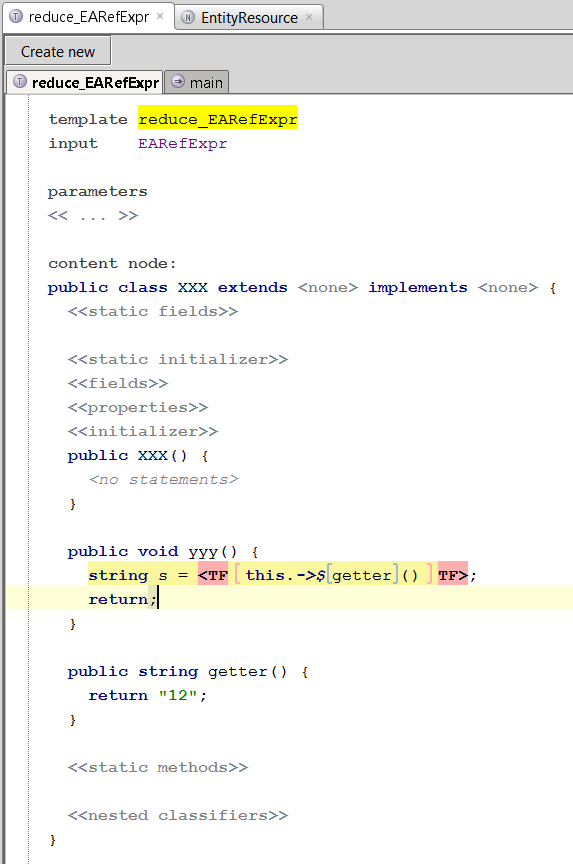 reduce_EARefExpr × EntityResource ×
Create new
reduce_EARefExpr main
template reduce_EARefExpr
input EARefExpr
parameters
<< ... >>
content node:
public class XXX extends <none> implements <none> {
<<static fields>>
<<static initializer>>
<<fields>>
<<properties>>
<<initializer>>
public XXX() {
<no statements>
}
public void yyy() {
string s = <TF [ this.->$[getter]() ] TF>;
return;
}
public string getter() {
return "12";
}
<<static methods>>
<<nested classifiers>>
}